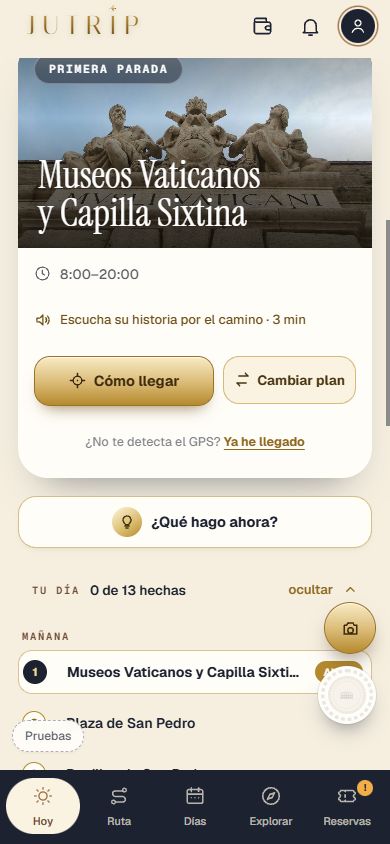 JUTRIP
PRIMERA PARADA
Museos Vaticanos
y Capilla Sixtina
8:00–20:00
Escucha su historia por el camino · 3 min
Cómo llegar
Cambiar plan
¿No te detecta el GPS? Ya he llegado
¿Qué hago ahora?
TU DÍA 0 de 13 hechas ocultar
MAÑANA
1 Museos Vaticanos y Capilla Sixti...
Plaza de San Pedro
Pruebas
Hoy
Ruta
Días
Explorar
! Reservas